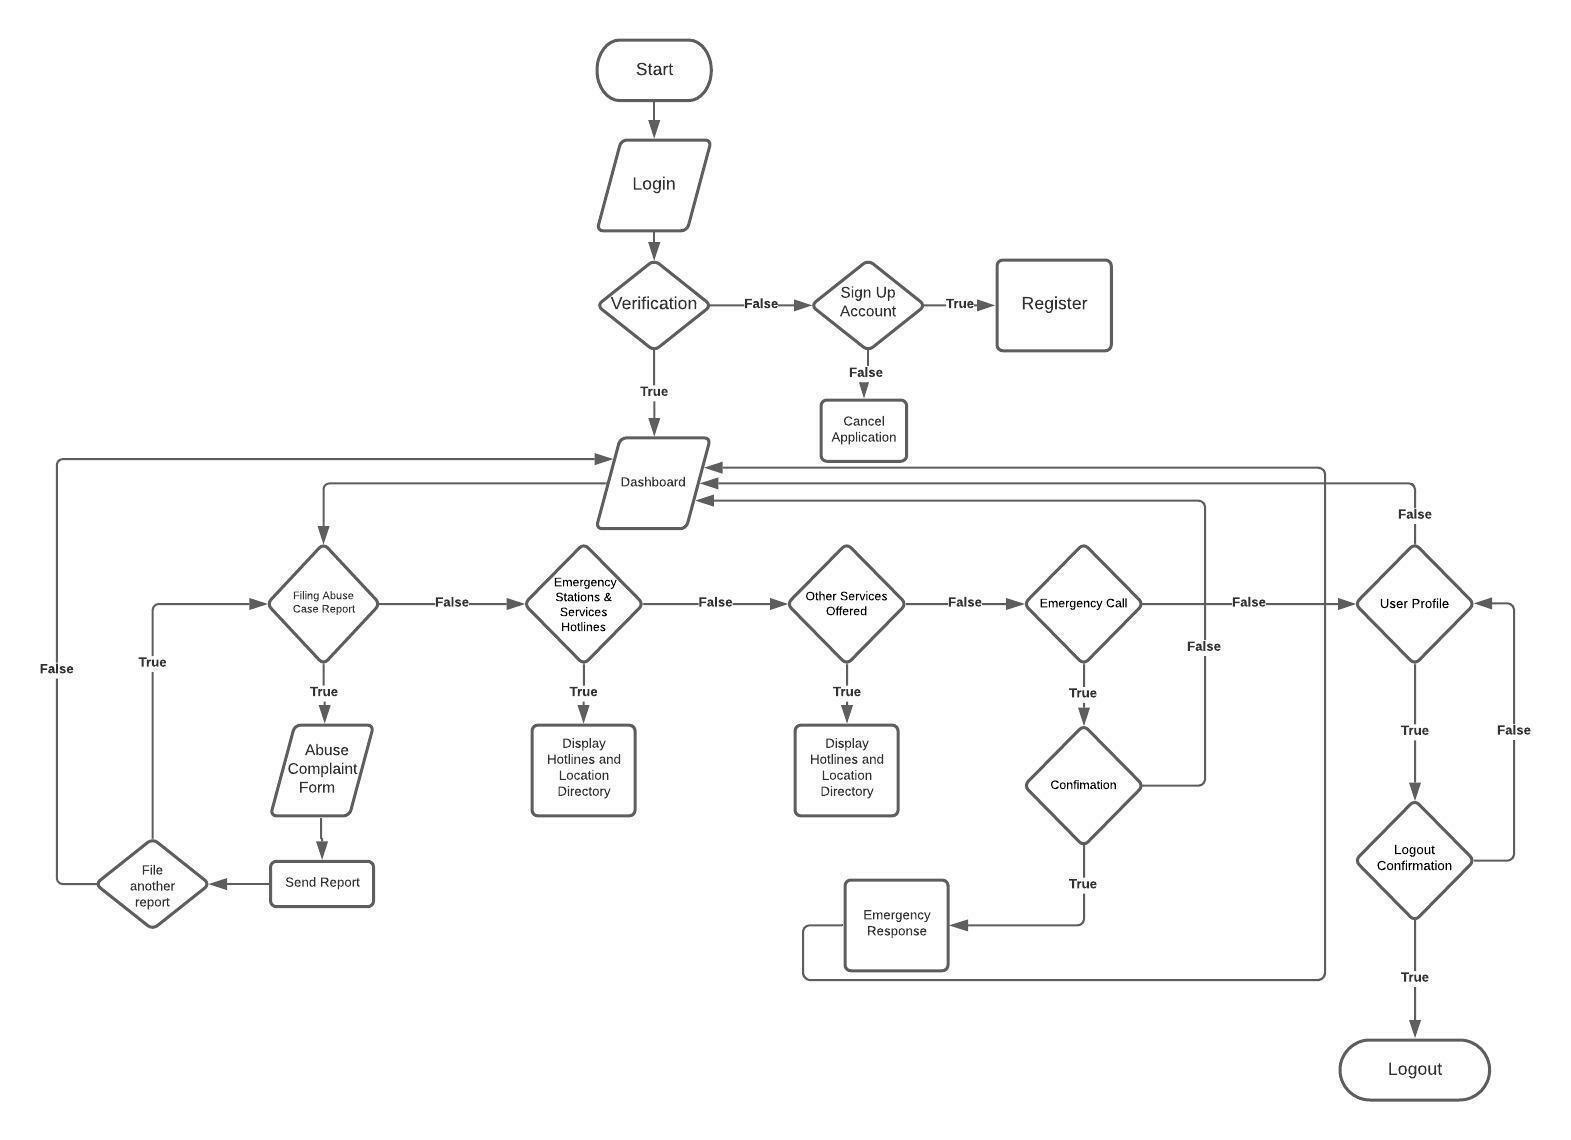 Start
Login
Verification
False
Sign Up
Account
True
Register
True
False
Cancel
Application
Dashboard
False
Filing Abuse
Case Report
False
Emergency
Stations &
Services
Hotlines
False
Other Services
Offered
False
Emergency Call
False
User Profile
False
True
False
True
True
True
True
True
False
Abuse
Complaint
Form
Display
Hotlines and
Location
Directory
Display
Hotlines and
Location
Directory
Confimation
Logout
Confirmation
File
another
report
Send Report
True
Emergency
Response
True
Logout